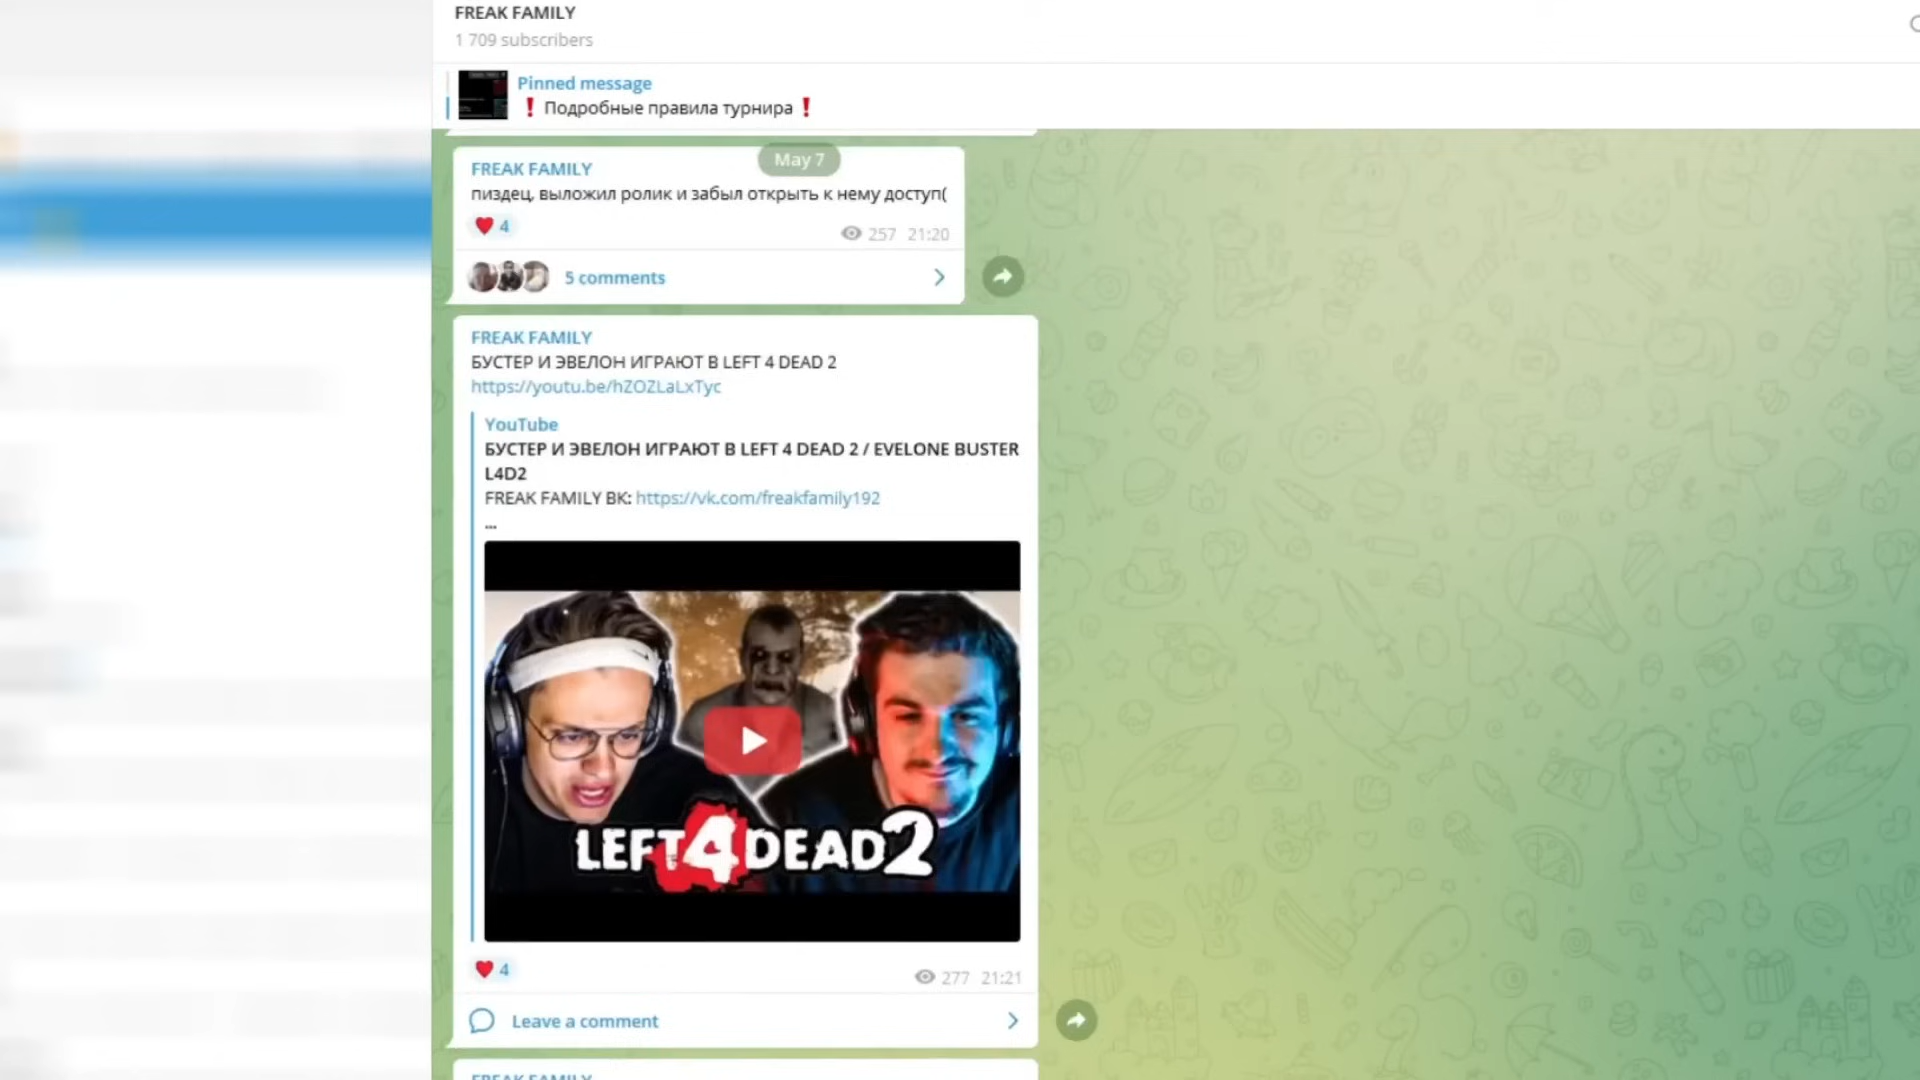 FREAK FAMILY
1 709 subscribers
Pinned message
❗ Подробные правила турнира ❗
May 7
FREAK FAMILY
пиздец, выложил ролик и забыл открыть к нему доступ(
4
257 21:20
5 comments
FREAK FAMILY
БУСТЕР И ЭВЕЛОН ИГРАЮТ В LEFT 4 DEAD 2
https://youtu.be/hZOZLaLxTyc
YouTube
БУСТЕР И ЭВЕЛОН ИГРАЮТ В LEFT 4 DEAD 2 / EVELONE BUSTER
L4D2
FREAK FAMILY ВК: https://vk.com/freakfamily192
...
LEFT 4 DEAD 2
4
277 21:21
Leave a comment
FREAK FAMILY